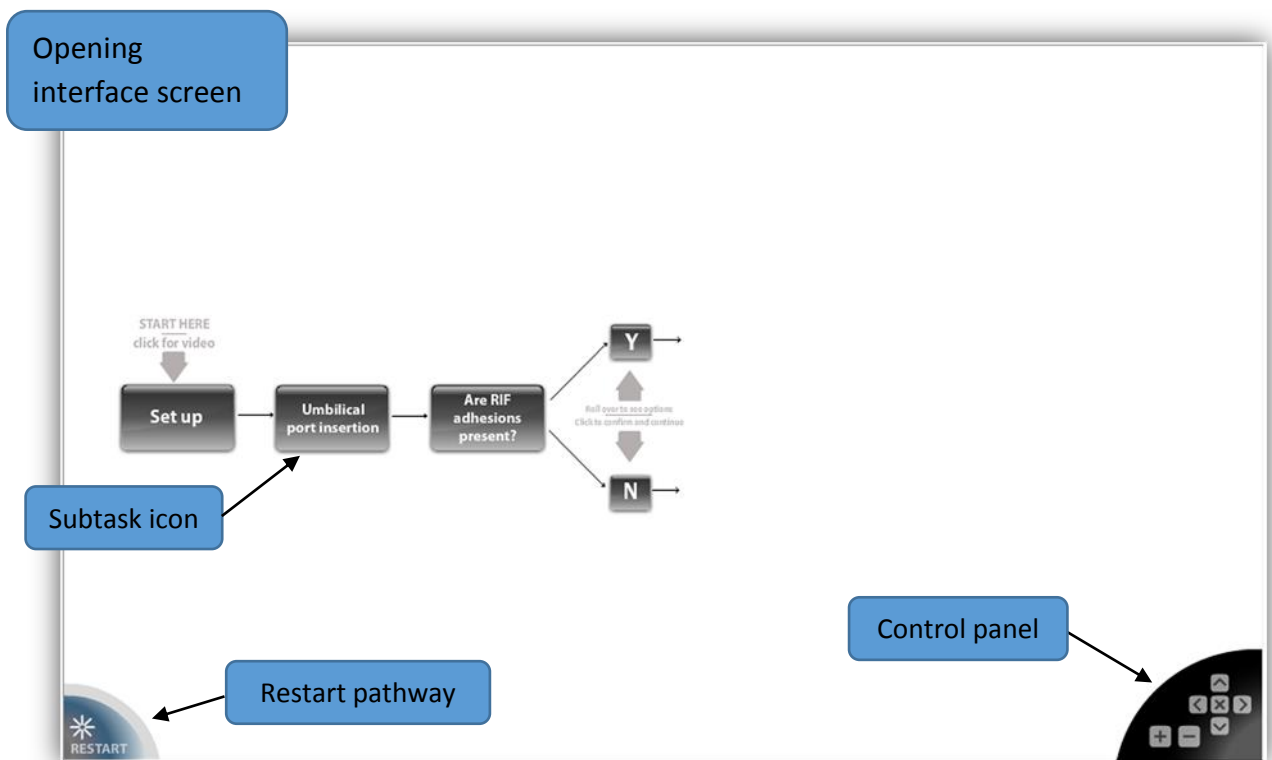 Opening
interface screen
START HERE
click for video
Set up
Umbilical
port insertion
Are RIF
adhesions
present?
Y
Roll over to see options
Click to confirm and continue
N
Subtask icon
Control panel
Restart pathway
RESTART